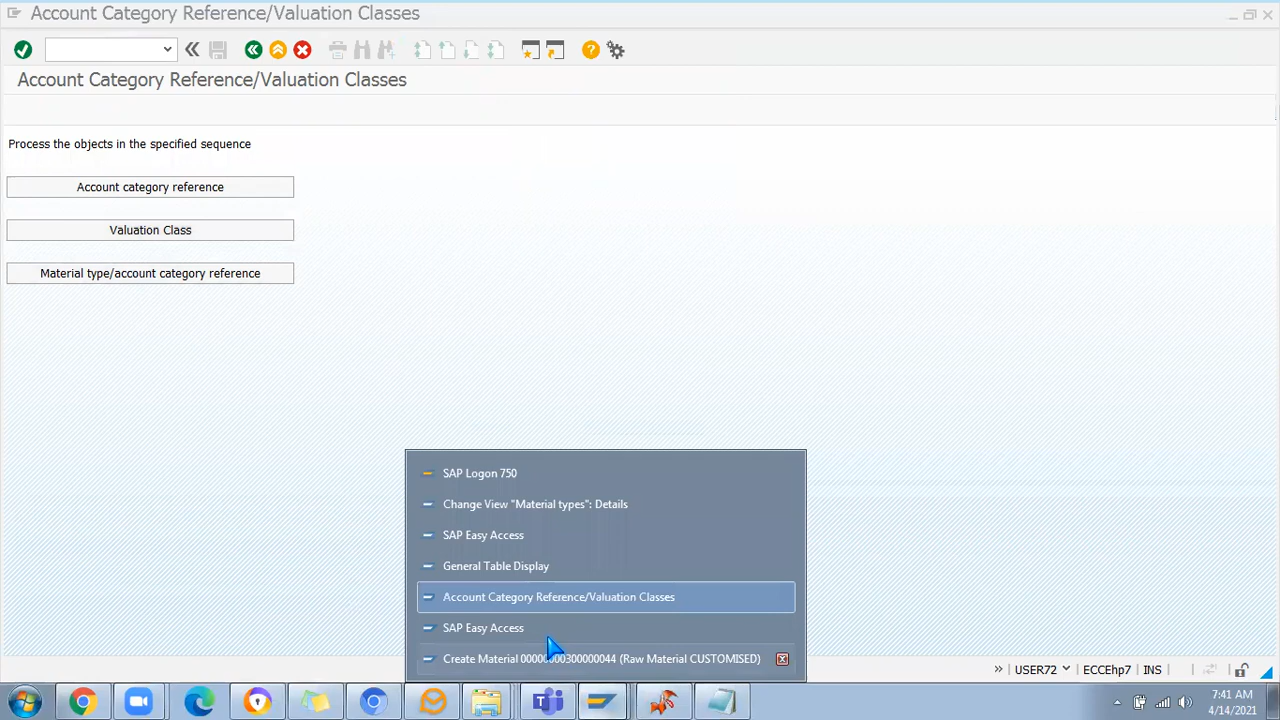 Account Category Reference/Valuation Classes
Account Category Reference/Valuation Classes
Process the objects in the specified sequence
Account category reference
Valuation Class
Material type/account category reference
SAP Logon 750
Change View "Material types": Details
SAP Easy Access
General Table Display
Account Category Reference/Valuation Classes
SAP Easy Access
Create Material 000000000300000044 (Raw Material CUSTOMISED)
USER72
ECCEhp7
INS
7:41 AM
4/14/2021